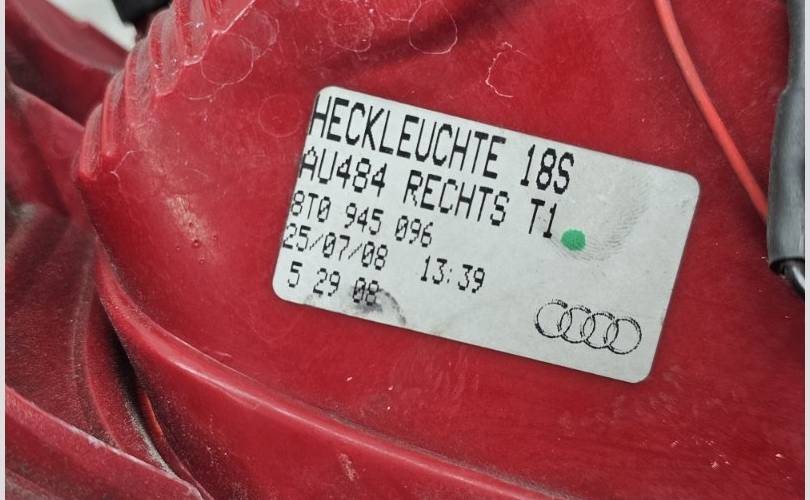 HECKLEUCHTE 18S
AU484 RECHTS T1
8T0 945 096
25/07/08 13:39
5 29 08